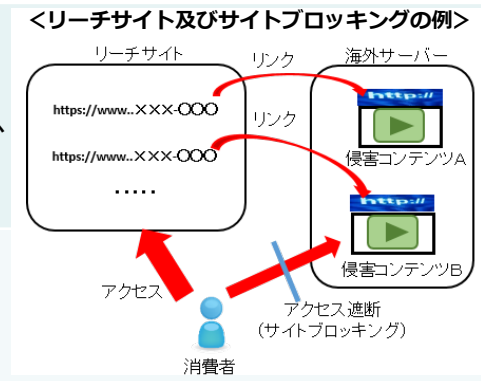 <リーチサイト及びサイトブロッキングの例>
リーチサイト
リンク
海外サーバー
https://www..×××-○○○
リンク
https://www..×××-○○○
.....
http://
侵害コンテンツA
http://
侵害コンテンツB
アクセス
アクセス遮断
(サイトブロッキング)
消費者